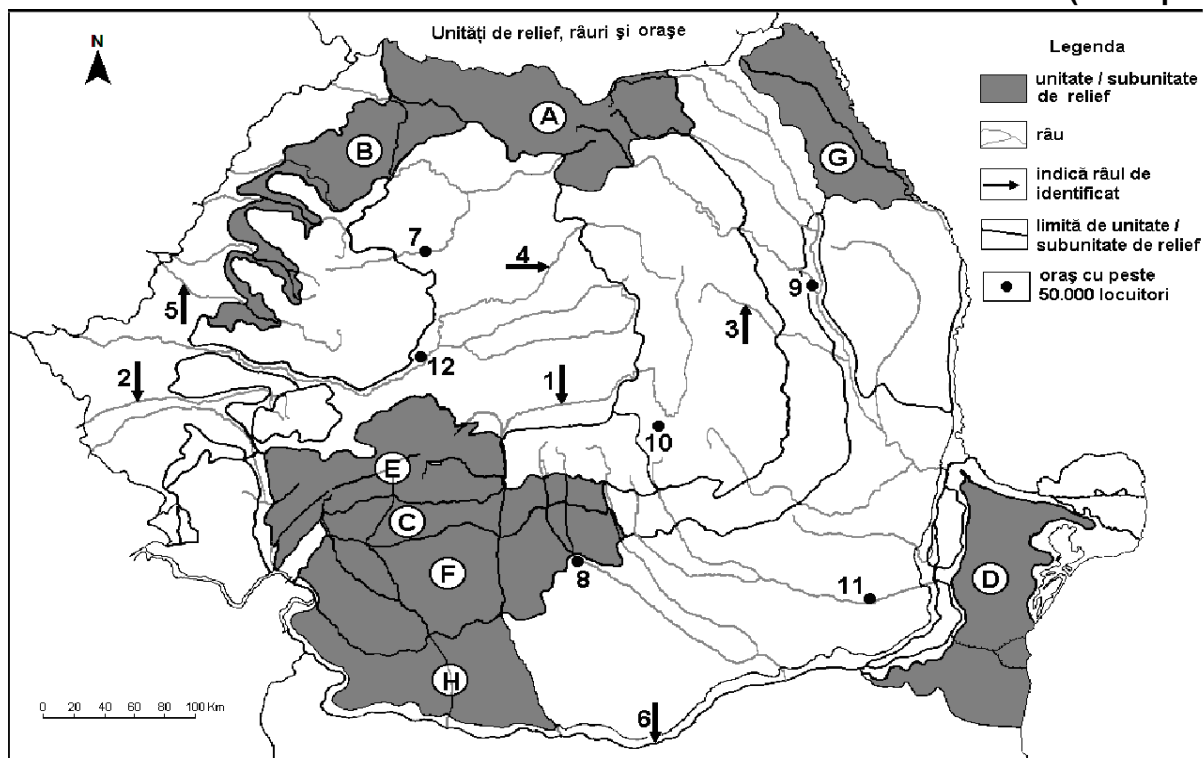 Unități de relief, râuri și orașe
N
Legenda
unitate / subunitate
de relief
râu
indică râul de
identificat
limită de unitate /
subunitate de relief
oraș cu peste
50.000 locuitori
A
B
G
7
4
9
5
3
12
2
1
10
E
C
F
8
D
11
H
6
0 20 40 60 80 100 Km